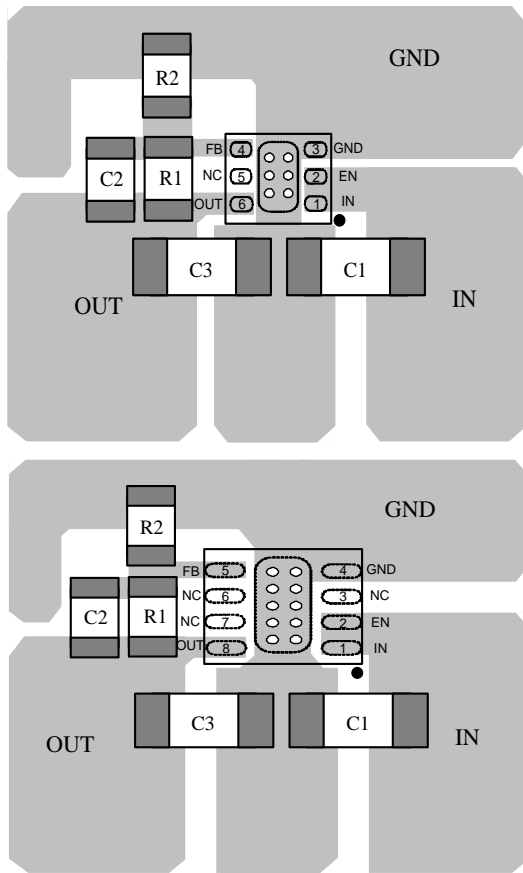 GND
R2
FB 4 3 GND
C2 R1 NC 5 2 EN
OUT 6 1 IN
C3 C1
OUT IN
GND
R2
FB 5 4 GND
NC 6 3 NC
C2 R1 NC 7 2 EN
OUT 8 1 IN
C3 C1
OUT IN